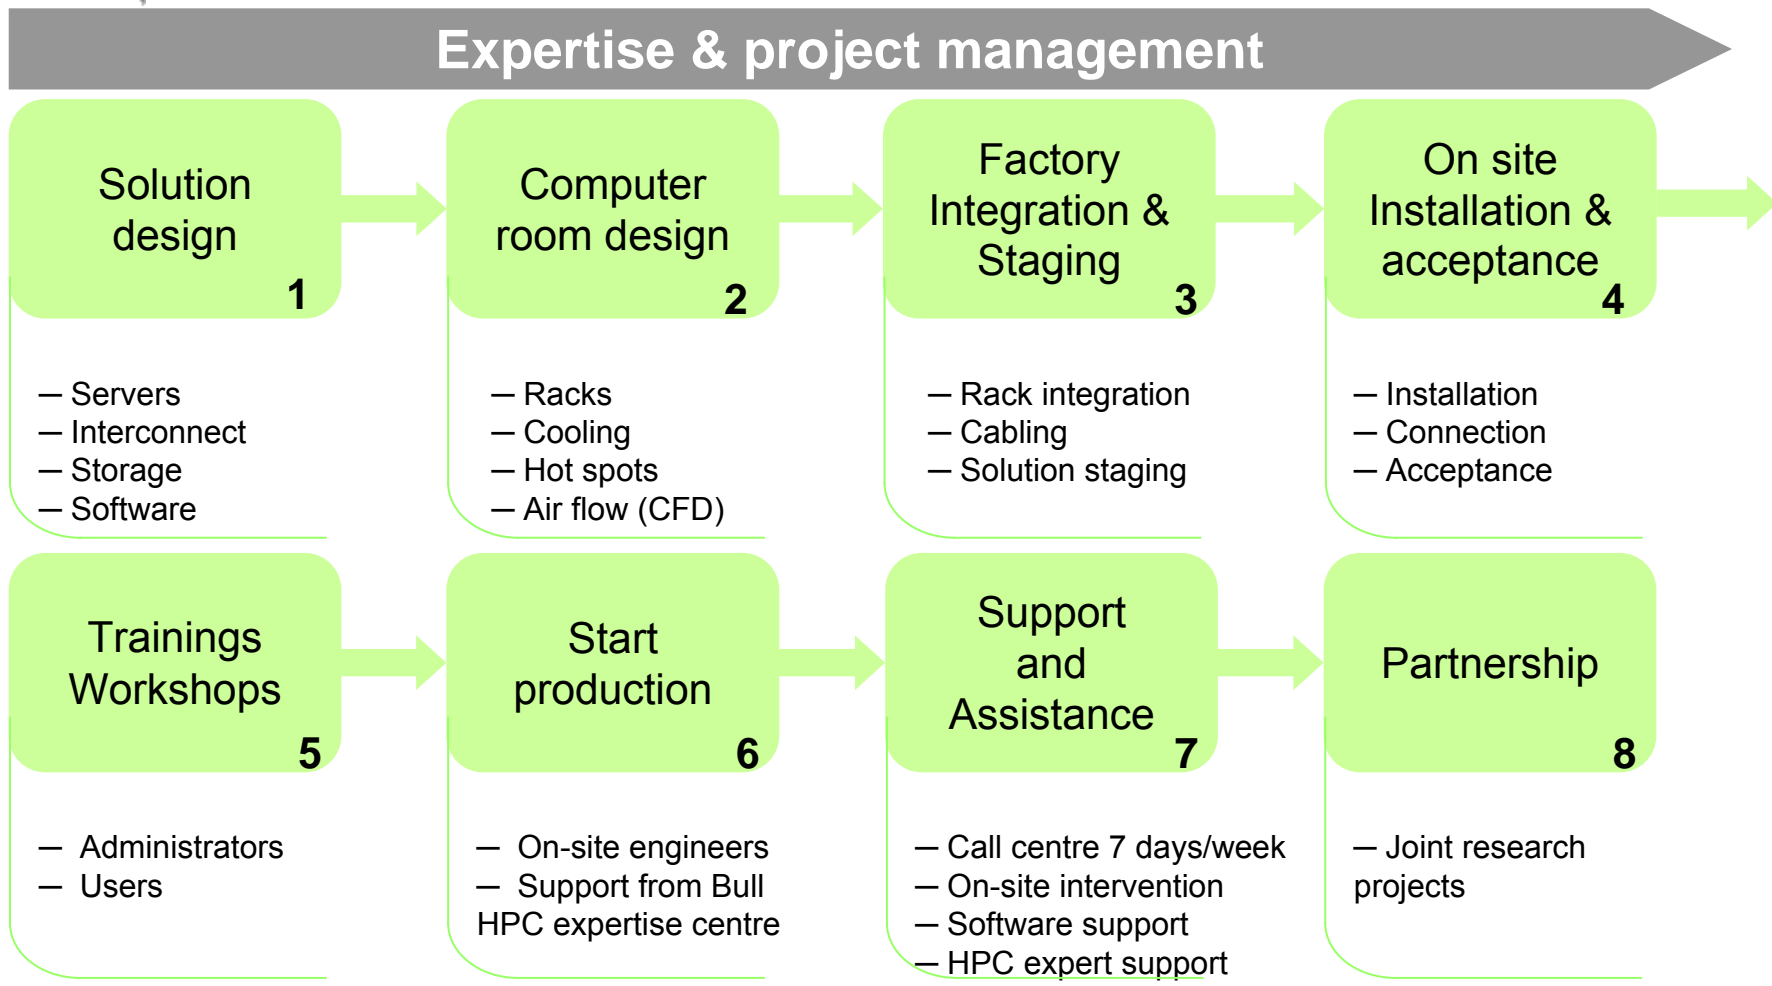 Expertise & project management
Solution
design
1
Computer
room design
2
Factory
Integration &
Staging
3
On site
Installation &
acceptance
4
— Servers
— Interconnect
— Storage
— Software
— Racks
— Cooling
— Hot spots
— Air flow (CFD)
— Rack integration
— Cabling
— Solution staging
— Installation
— Connection
— Acceptance
Trainings
Workshops
5
Start
production
6
Support
and
Assistance
7
Partnership
8
— Administrators
— Users
— On-site engineers
— Support from Bull
HPC expertise centre
— Call centre 7 days/week
— On-site intervention
— Software support
— HPC expert support
— Joint research
projects